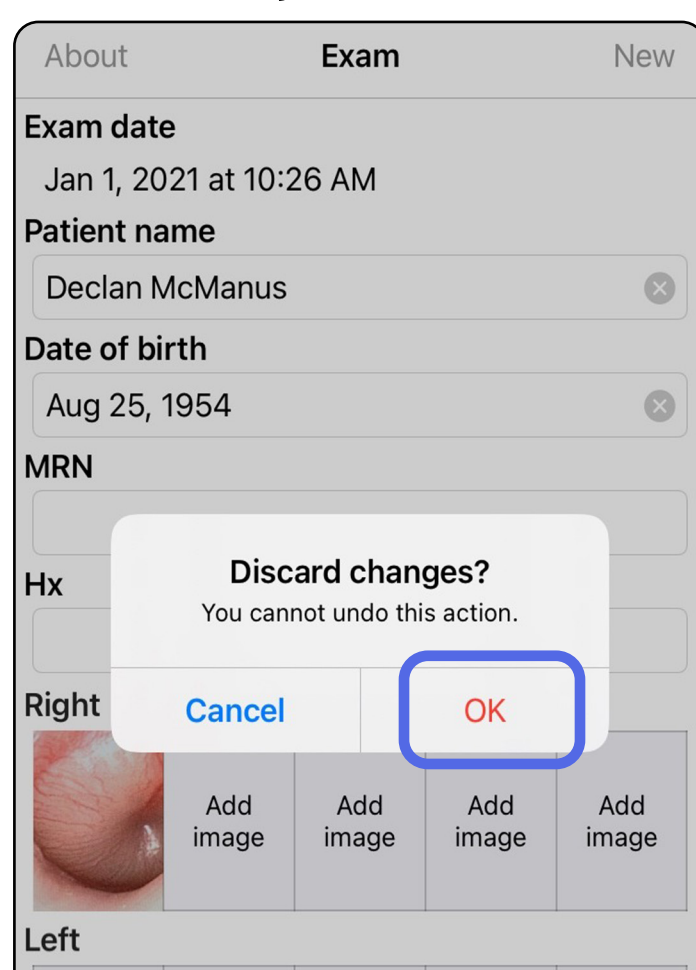 About Exam New
Exam date
Jan 1, 2021 at 10:26 AM
Patient name
Declan McManus
Date of birth
Aug 25, 1954
MRN
Discard changes?
Hx
You cannot undo this action.
Right
Cancel OK
Add image
Add image
Add image
Add image
Left